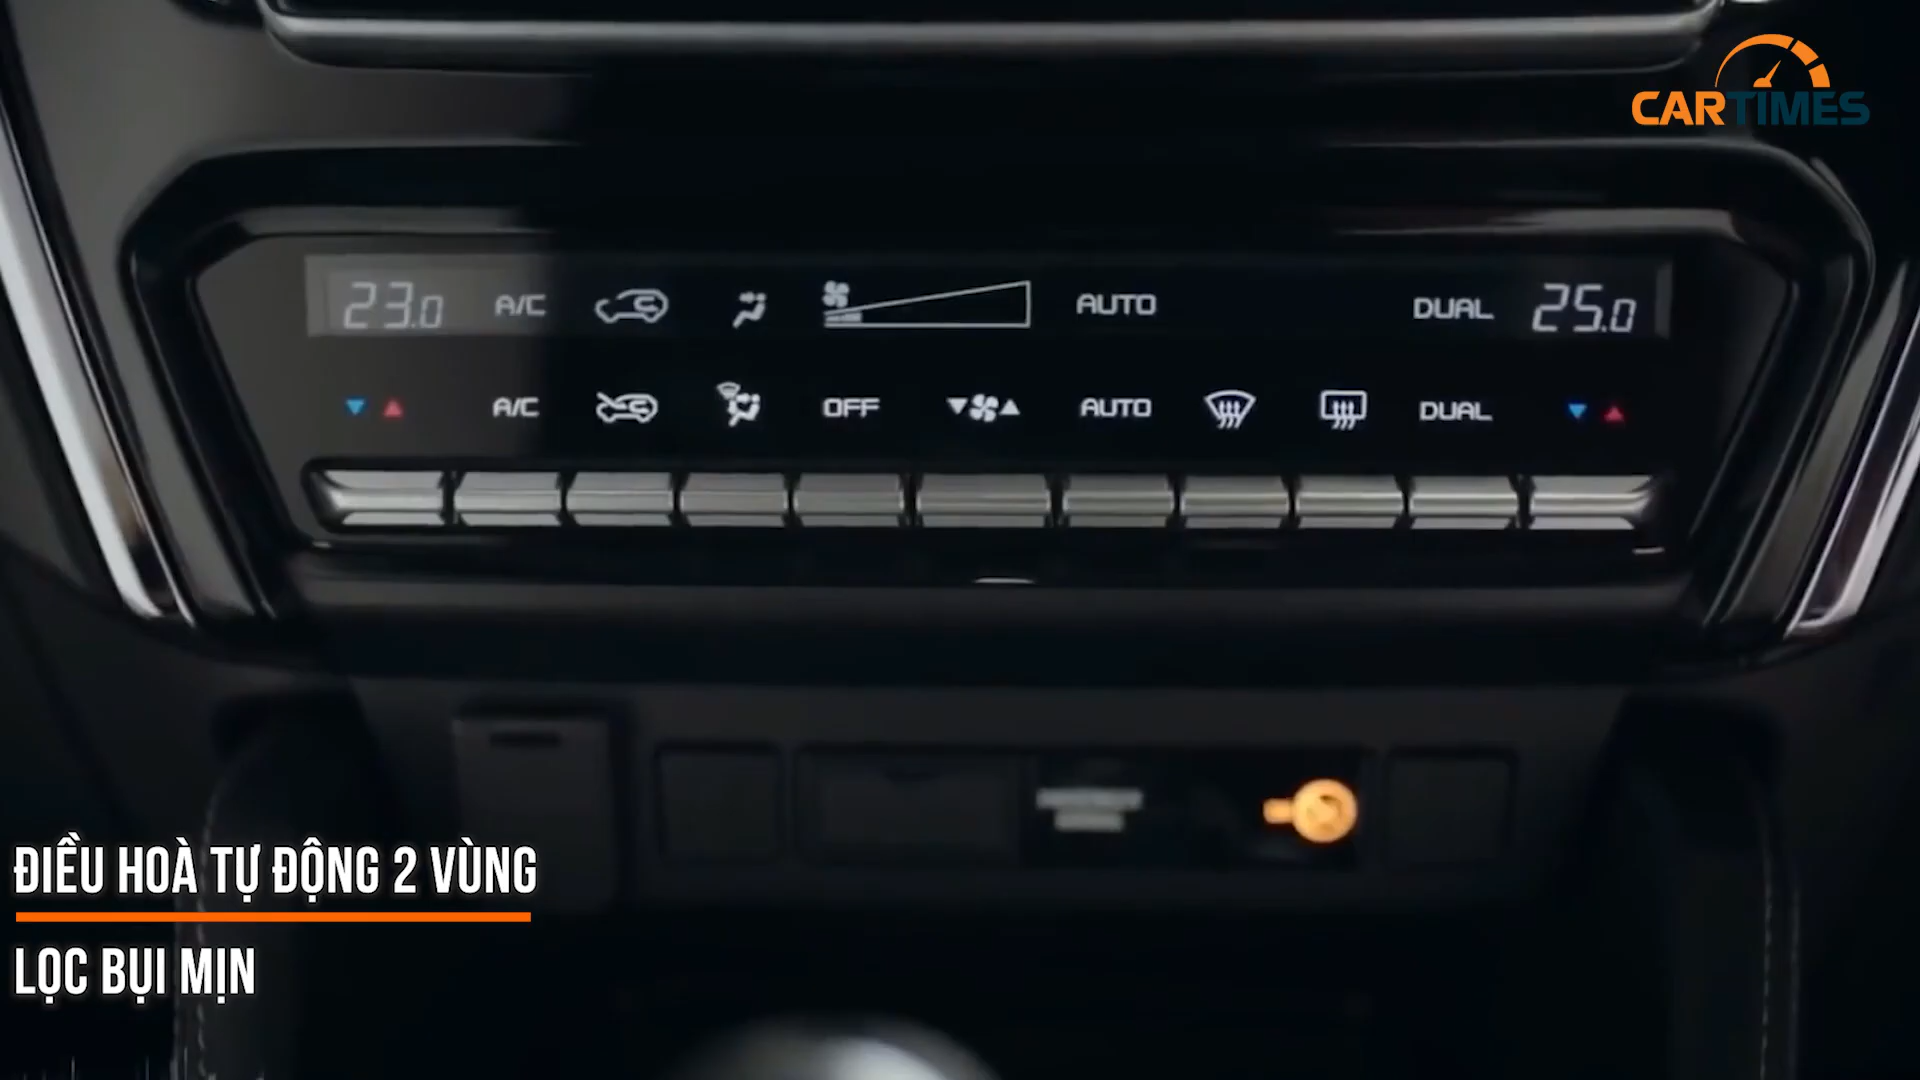 CARTIMES
23.0 A/C AUTO DUAL 25.0
A/C OFF AUTO DUAL
ĐIỀU HOÀ TỰ ĐỘNG 2 VÙNG
LỌC BỤI MỊN